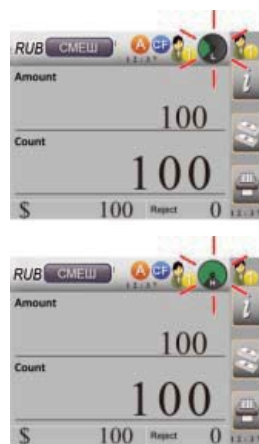 RUB СМЕШ A CF L
Amount
100
Count
100
$ 100 Reject 0
RUB СМЕШ A CF H
Amount
100
Count
100
$ 100 Reject 0